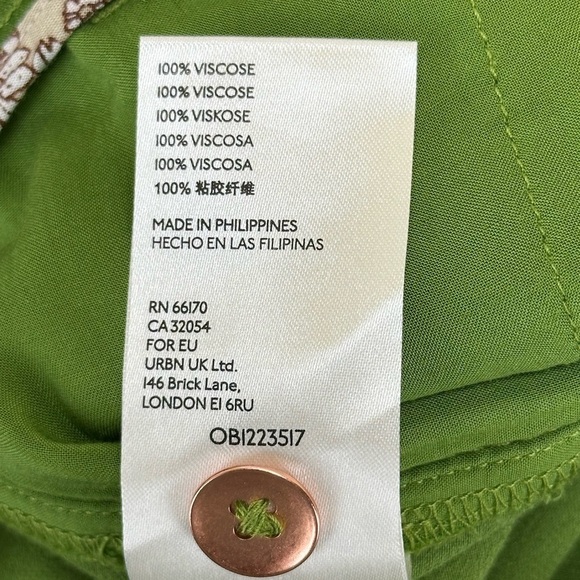 100% VISCOSE
100% VISCOSE
100% VISKOSE
100% VISCOSA
100% VISCOSA
100% 粘胶纤维
MADE IN PHILIPPINES
HECHO EN LAS FILIPINAS
RN 66170
CA 32054
FOR EU
URBN UK Ltd.
146 Brick Lane,
LONDON E1 6RU
OB1223517